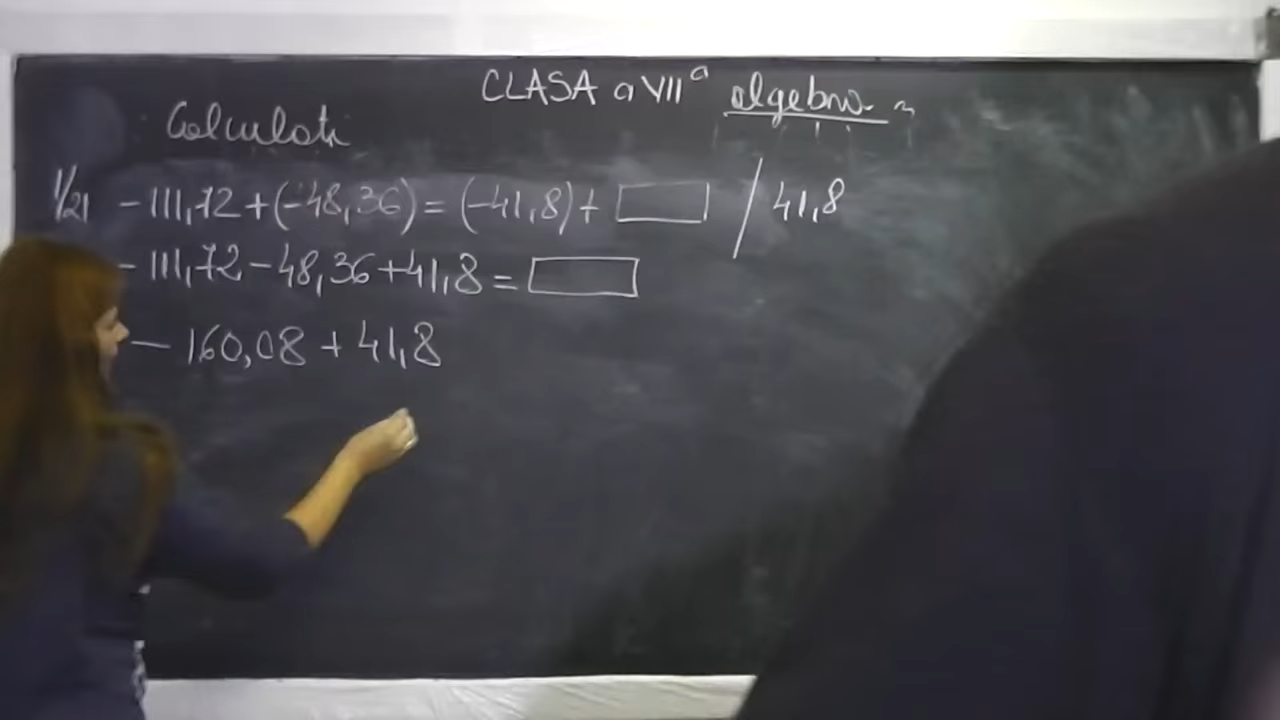 CLASA a VII a algebra
Calculati
1/21 -111,72+(-48,36)=(-41,8)+ / 41,8
-111,72-48,36+41,8=
-160,08+41,8